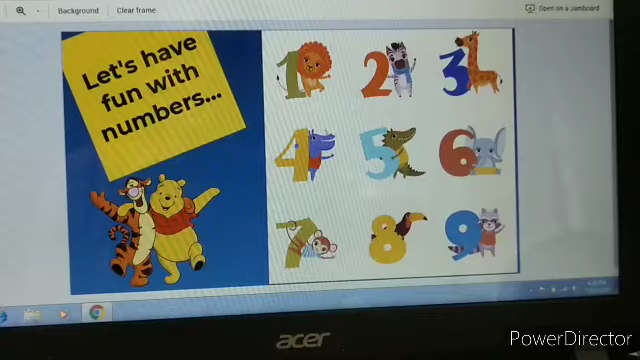 Background
Clear frame
Open on a Jamboard
Let's have
fun with
numbers...
1 2 3
4 5 6
7 8 9
acer
PowerDirector